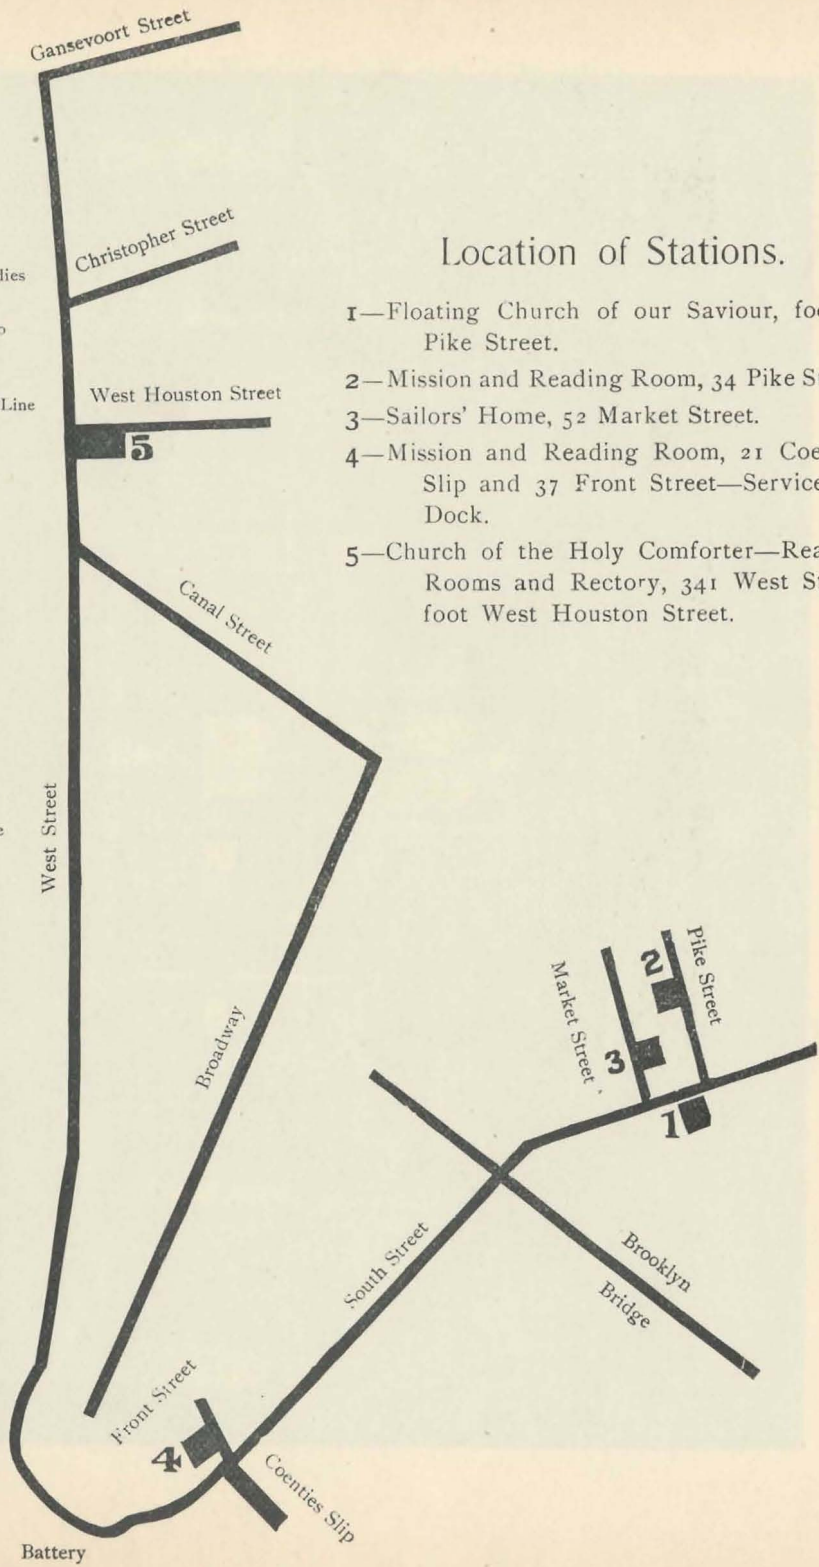 Gansevoort Street
Christopher Street
lies
Line
West Houston Street
5
Location of Stations.
1—Floating Church of our Saviour, foo
Pike Street.
2—Mission and Reading Room, 34 Pike S
3—Sailors' Home, 52 Market Street.
4—Mission and Reading Room, 21 Coe
Slip and 37 Front Street—Service
Dock.
5—Church of the Holy Comforter—Rea
Rooms and Rectory, 341 West S
foot West Houston Street.
Canal Street
West Street
Broadway
Market Street
2
Pike Street
3
1
South Street
Brooklyn
Bridge
Front Street
4
Coenties Slip
Battery